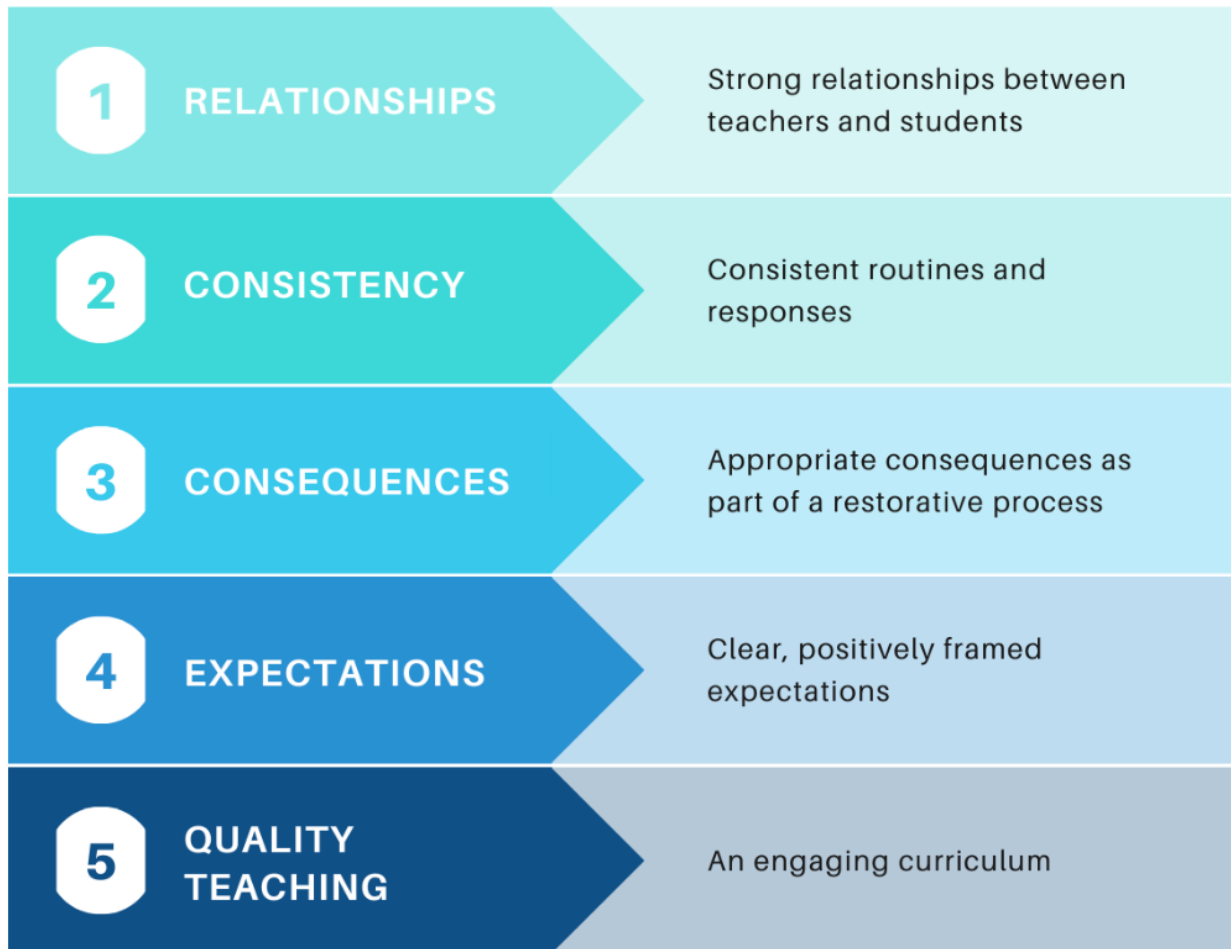 1
RELATIONSHIPS
Strong relationships between
teachers and students
2
CONSISTENCY
Consistent routines and
responses
3
CONSEQUENCES
Appropriate consequences as
part of a restorative process
4
EXPECTATIONS
Clear, positively framed
expectations
5
QUALITY
TEACHING
An engaging curriculum